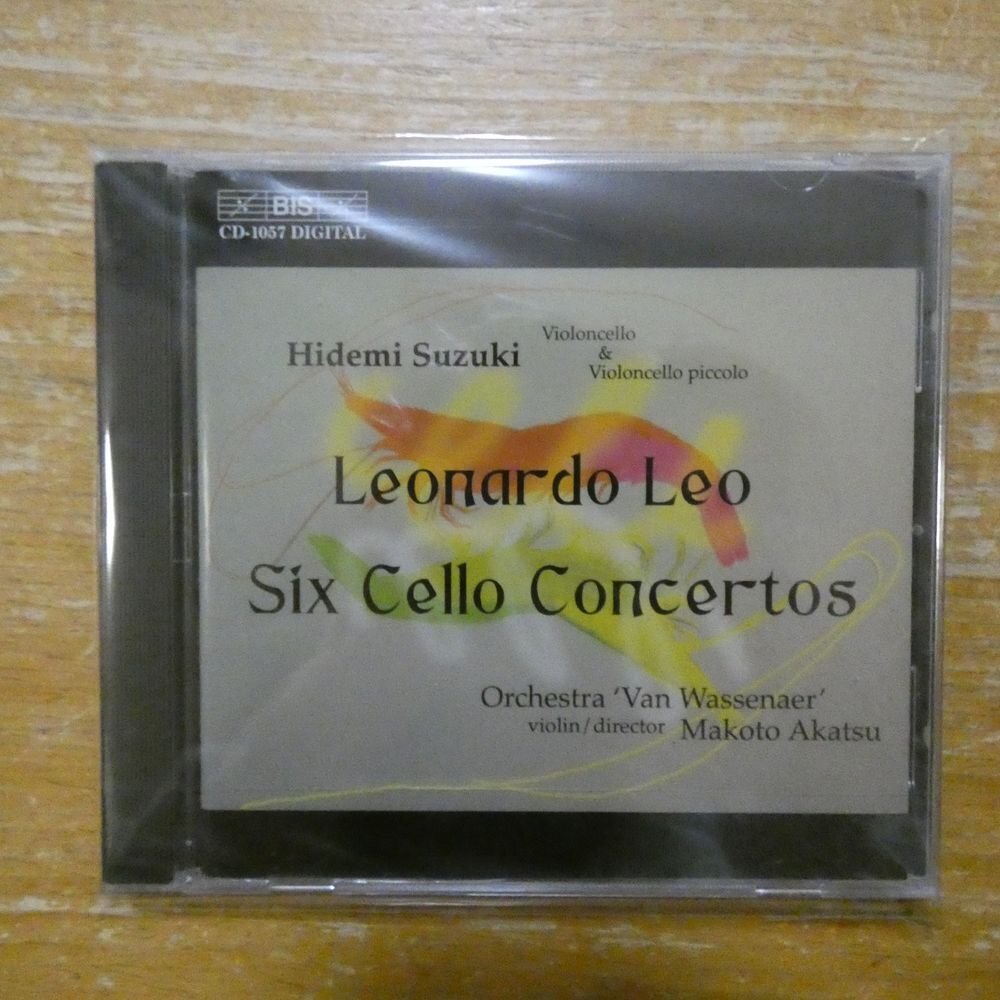 BIS
CD-1057 DIGITAL
Hidemi Suzuki
Violoncello
&
Violoncello piccolo
Leonardo Leo
Six Cello Concertos
Orchestra 'Van Wassenaer'
violin/director Makoto Akatsu